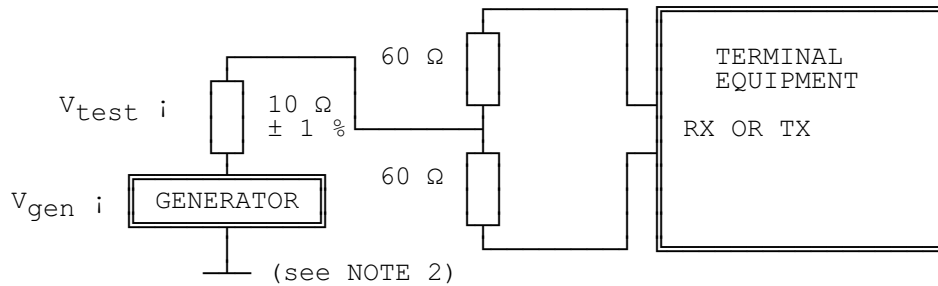 60 Ω
TERMINAL
EQUIPMENT
Vtest ¡
10 Ω
± 1 %
RX OR TX
60 Ω
Vgen ¡
GENERATOR
(see NOTE 2)